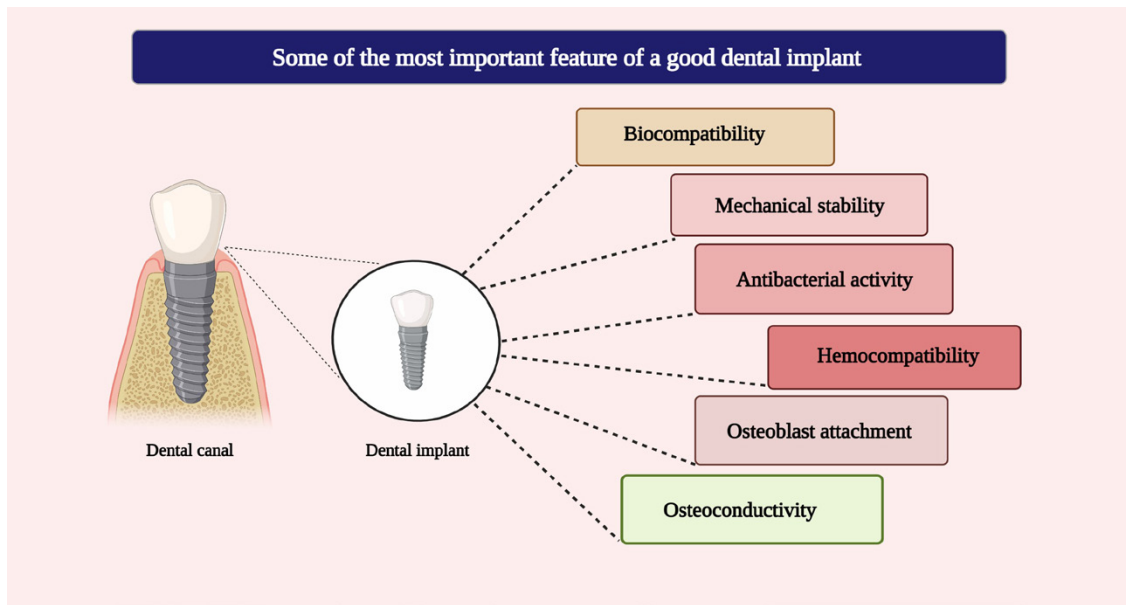 Some of the most important feature of a good dental implant
Biocompatibility
Mechanical stability
Antibacterial activity
Hemocompatibility
Osteoblast attachment
Osteoconductivity
Dental canal
Dental implant